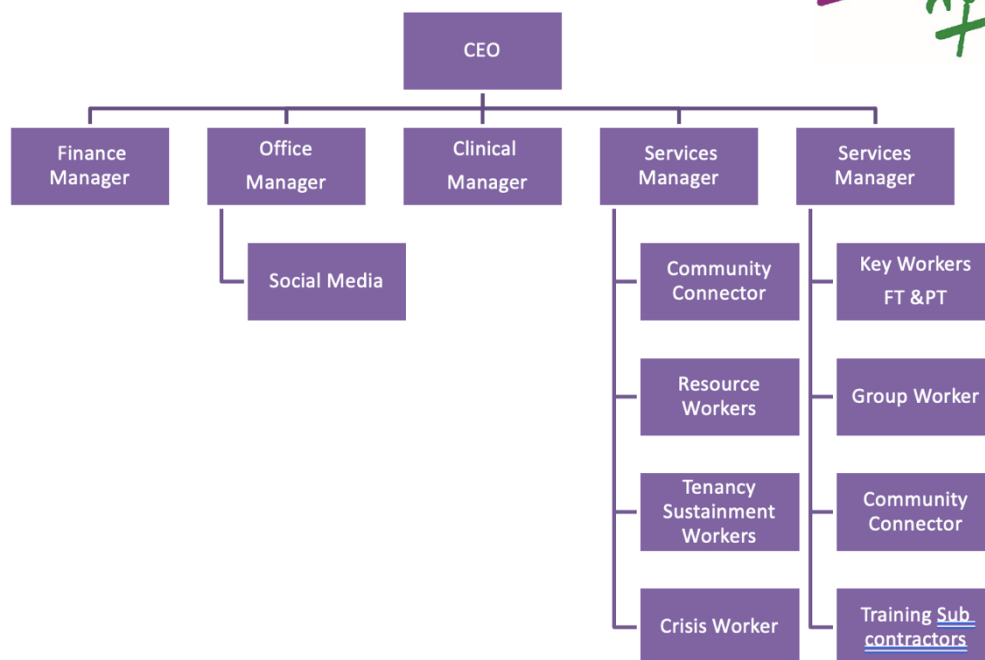 CEO
Finance
Manager
Office
Manager
Clinical
Manager
Services
Manager
Services
Manager
Social Media
Community
Connector
Key Workers
FT &PT
Resource
Workers
Group Worker
Tenancy
Sustainment
Workers
Community
Connector
Crisis Worker
Training Sub
contractors